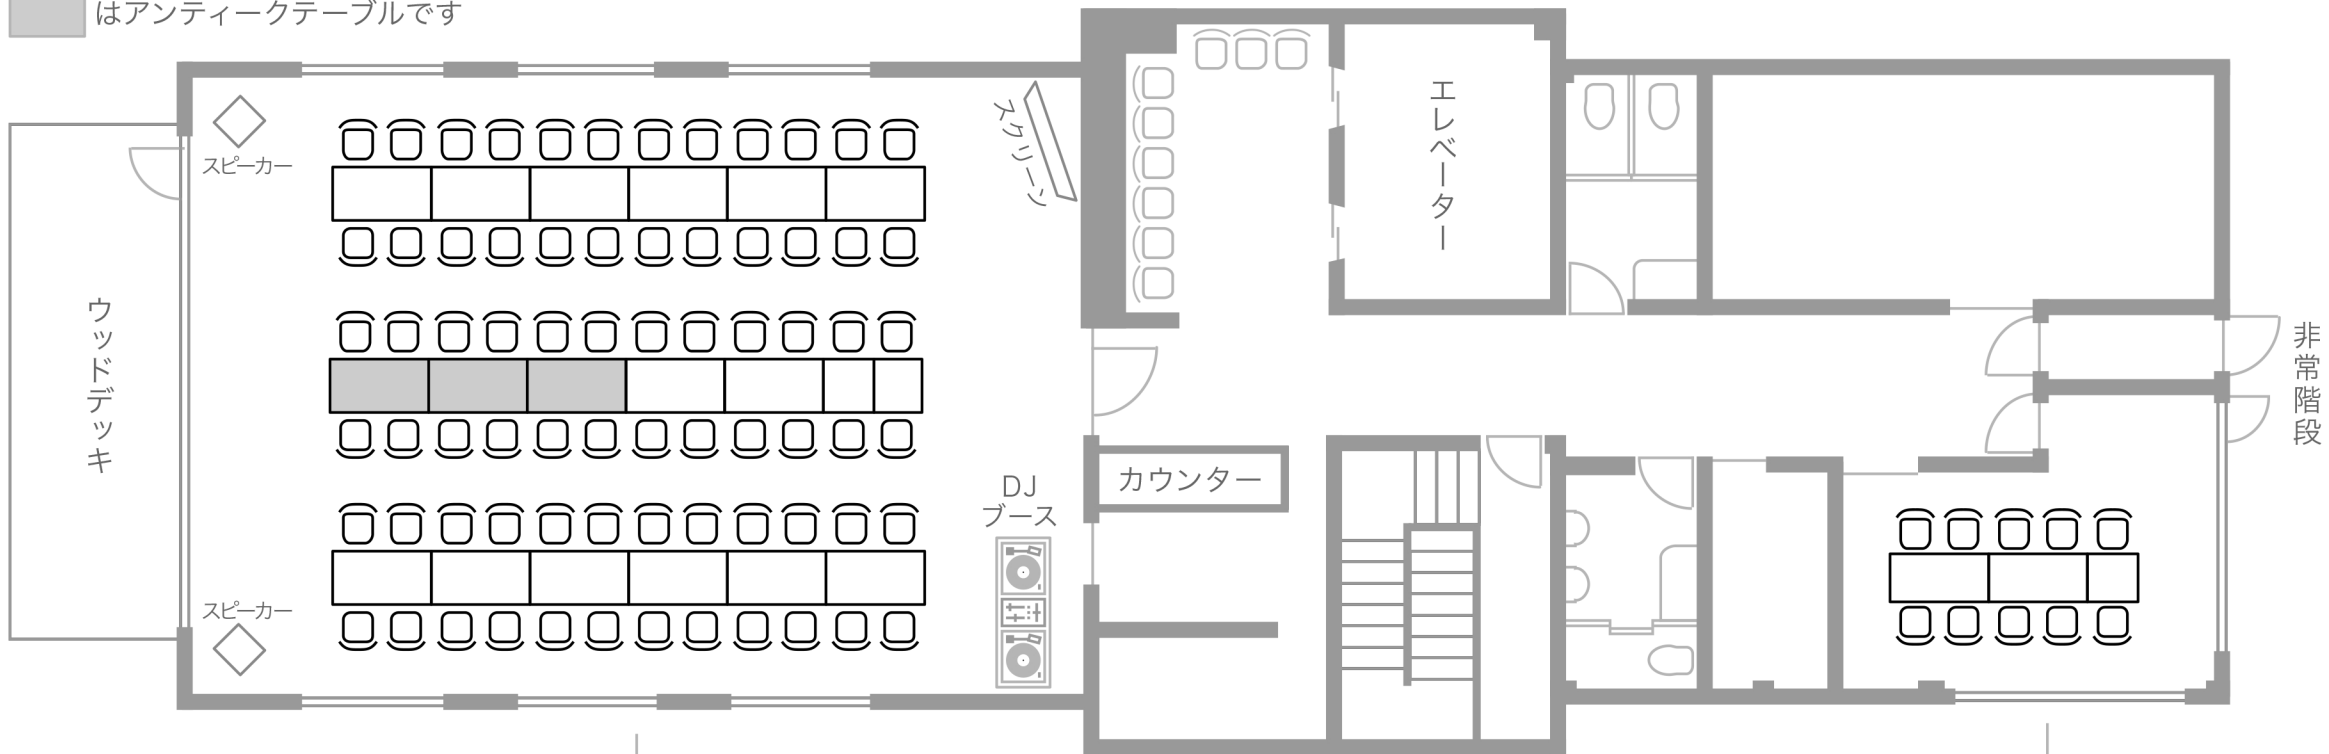 はアンティークテーブルです
スピーカー
スクリーン
エレベーター
ウッドデッキ
非常階段
カウンター
DJ
ブース
スピーカー